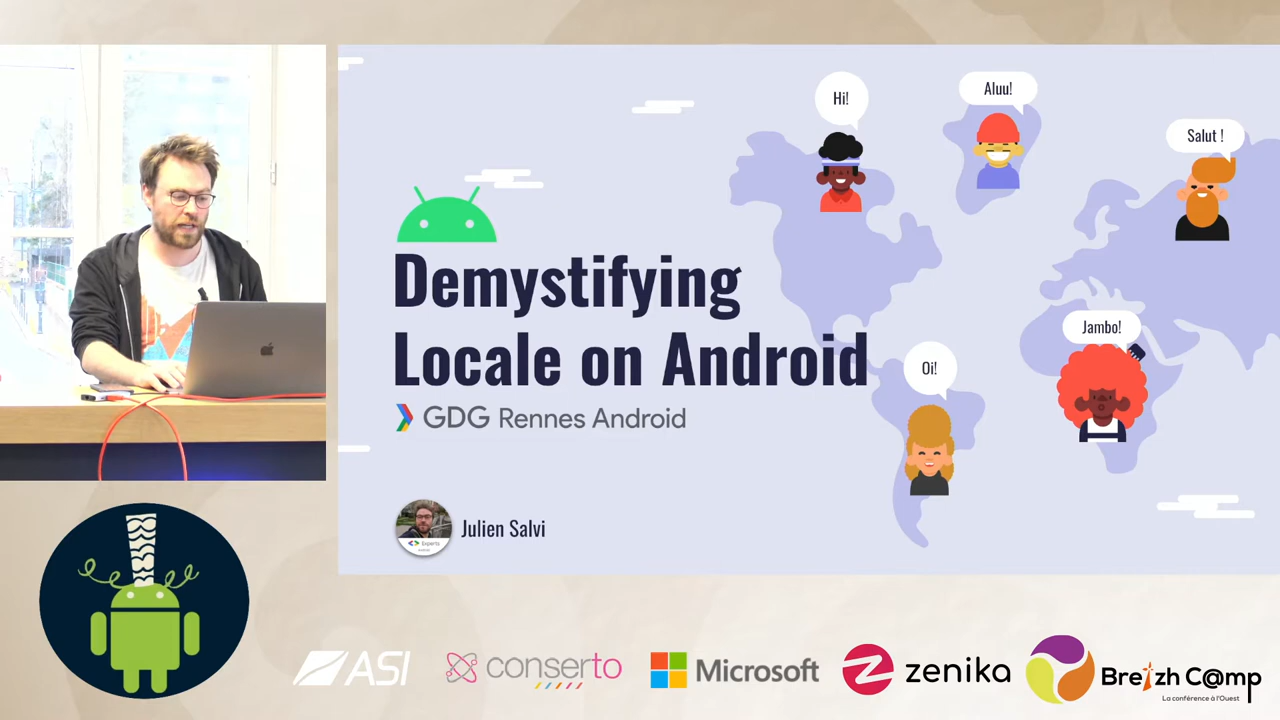 Hi!
Aluu!
Salut !
Demystifying
Locale on Android
Jambo!
Oi!
GDG Rennes Android
Julien Salvi
Experts
ASI
conserto
Microsoft
zenika
Breizh C@mp
La conférence à l'Ouest